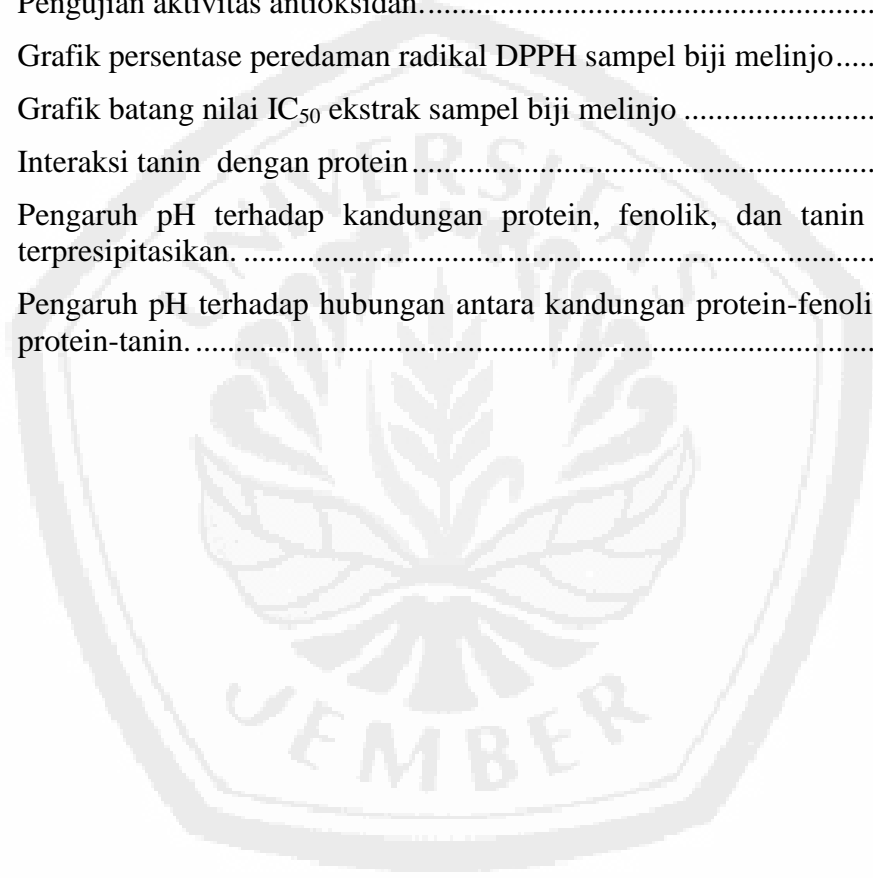 Pengujian aktivitas antioksidan.......................................................
Grafik persentase peredaman radikal DPPH sampel biji melinjo.....
Grafik batang nilai IC50 ekstrak sampel biji melinjo ........................
Interaksi tanin dengan protein..........................................................
Pengaruh pH terhadap kandungan protein, fenolik, dan tanin
terpresipitasikan. ..............................................................................
Pengaruh pH terhadap hubungan antara kandungan protein-fenoli
protein-tanin. .....................................................................................
UNIVERSITAS
JEMBER